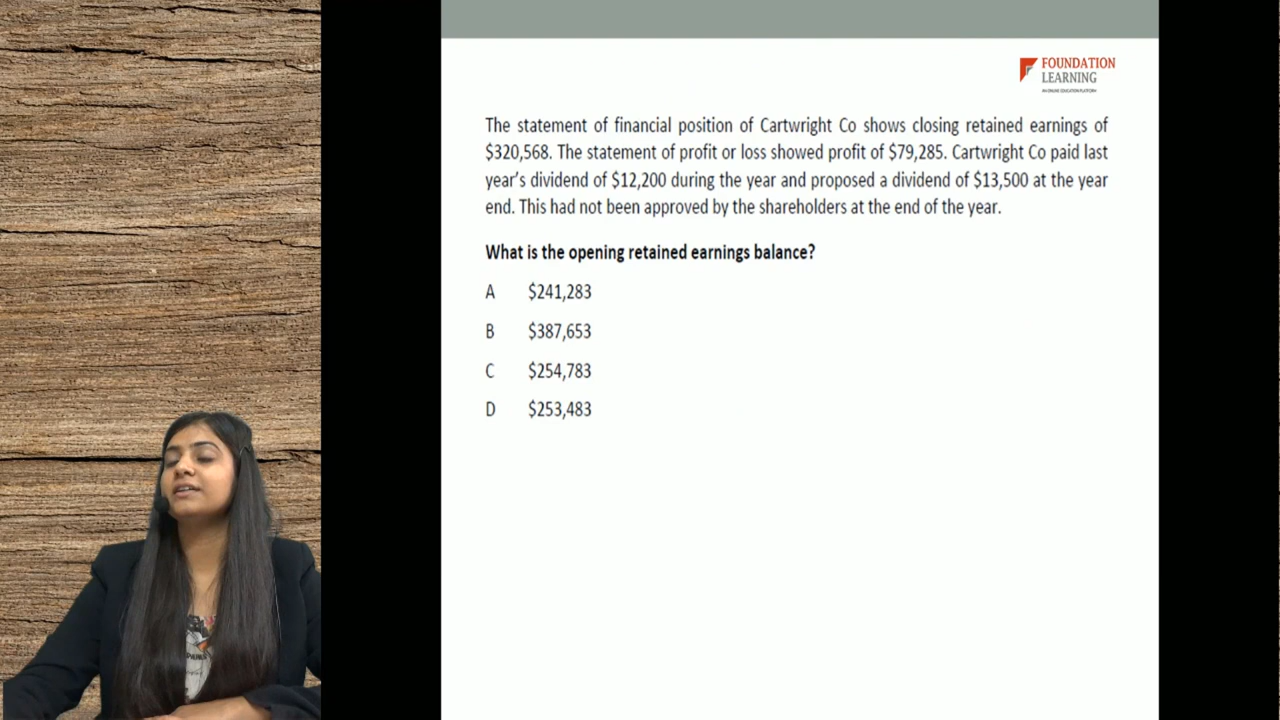 FOUNDATION
LEARNING
AN ONLINE EDUCATION PLATFORM
The statement of financial position of Cartwright Co shows closing retained earnings of
$320,568. The statement of profit or loss showed profit of $79,285. Cartwright Co paid last
year's dividend of $12,200 during the year and proposed a dividend of $13,500 at the year
end. This had not been approved by the shareholders at the end of the year.
What is the opening retained earnings balance?
A $241,283
B $387,653
C $254,783
D $253,483